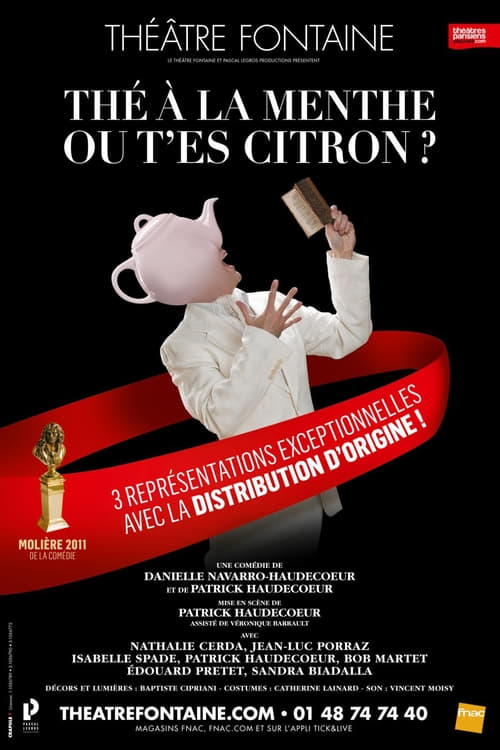 THÉÂTRE FONTAINE
LE THÉÂTRE FONTAINE ET PASCAL LEGROS PRODUCTIONS PRÉSENTENT
théâtres
parisiens
associés.com
THÉ À LA MENTHE
OU T'ES CITRON ?
3 REPRÉSENTATIONS EXCEPTIONNELLES
AVEC LA DISTRIBUTION D'ORIGINE !
MOLIÈRE 2011
DE LA COMÉDIE
UNE COMÉDIE DE
DANIELLE NAVARRO-HAUDECOEUR
ET DE PATRICK HAUDECOEUR
MISE EN SCÈNE DE
PATRICK HAUDECOEUR
ASSISTÉ DE VÉRONIQUE BARRAULT
AVEC
NATHALIE CERDA, JEAN-LUC PORRAZ
ISABELLE SPADE, PATRICK HAUDECOEUR, BOB MARTET
ÉDOUARD PRETET, SANDRA BIADALLA
DÉCORS ET LUMIÈRES : BAPTISTE CIPRIANI - COSTUMES : CATHERINE LAINARD - SON : VINCENT MOISY
PASCAL
LEGROS
THEATREFONTAINE.COM - 01 48 74 74 40
MAGASINS FNAC, FNAC.COM ET SUR L'APPLI TICK&LIVE
fnac